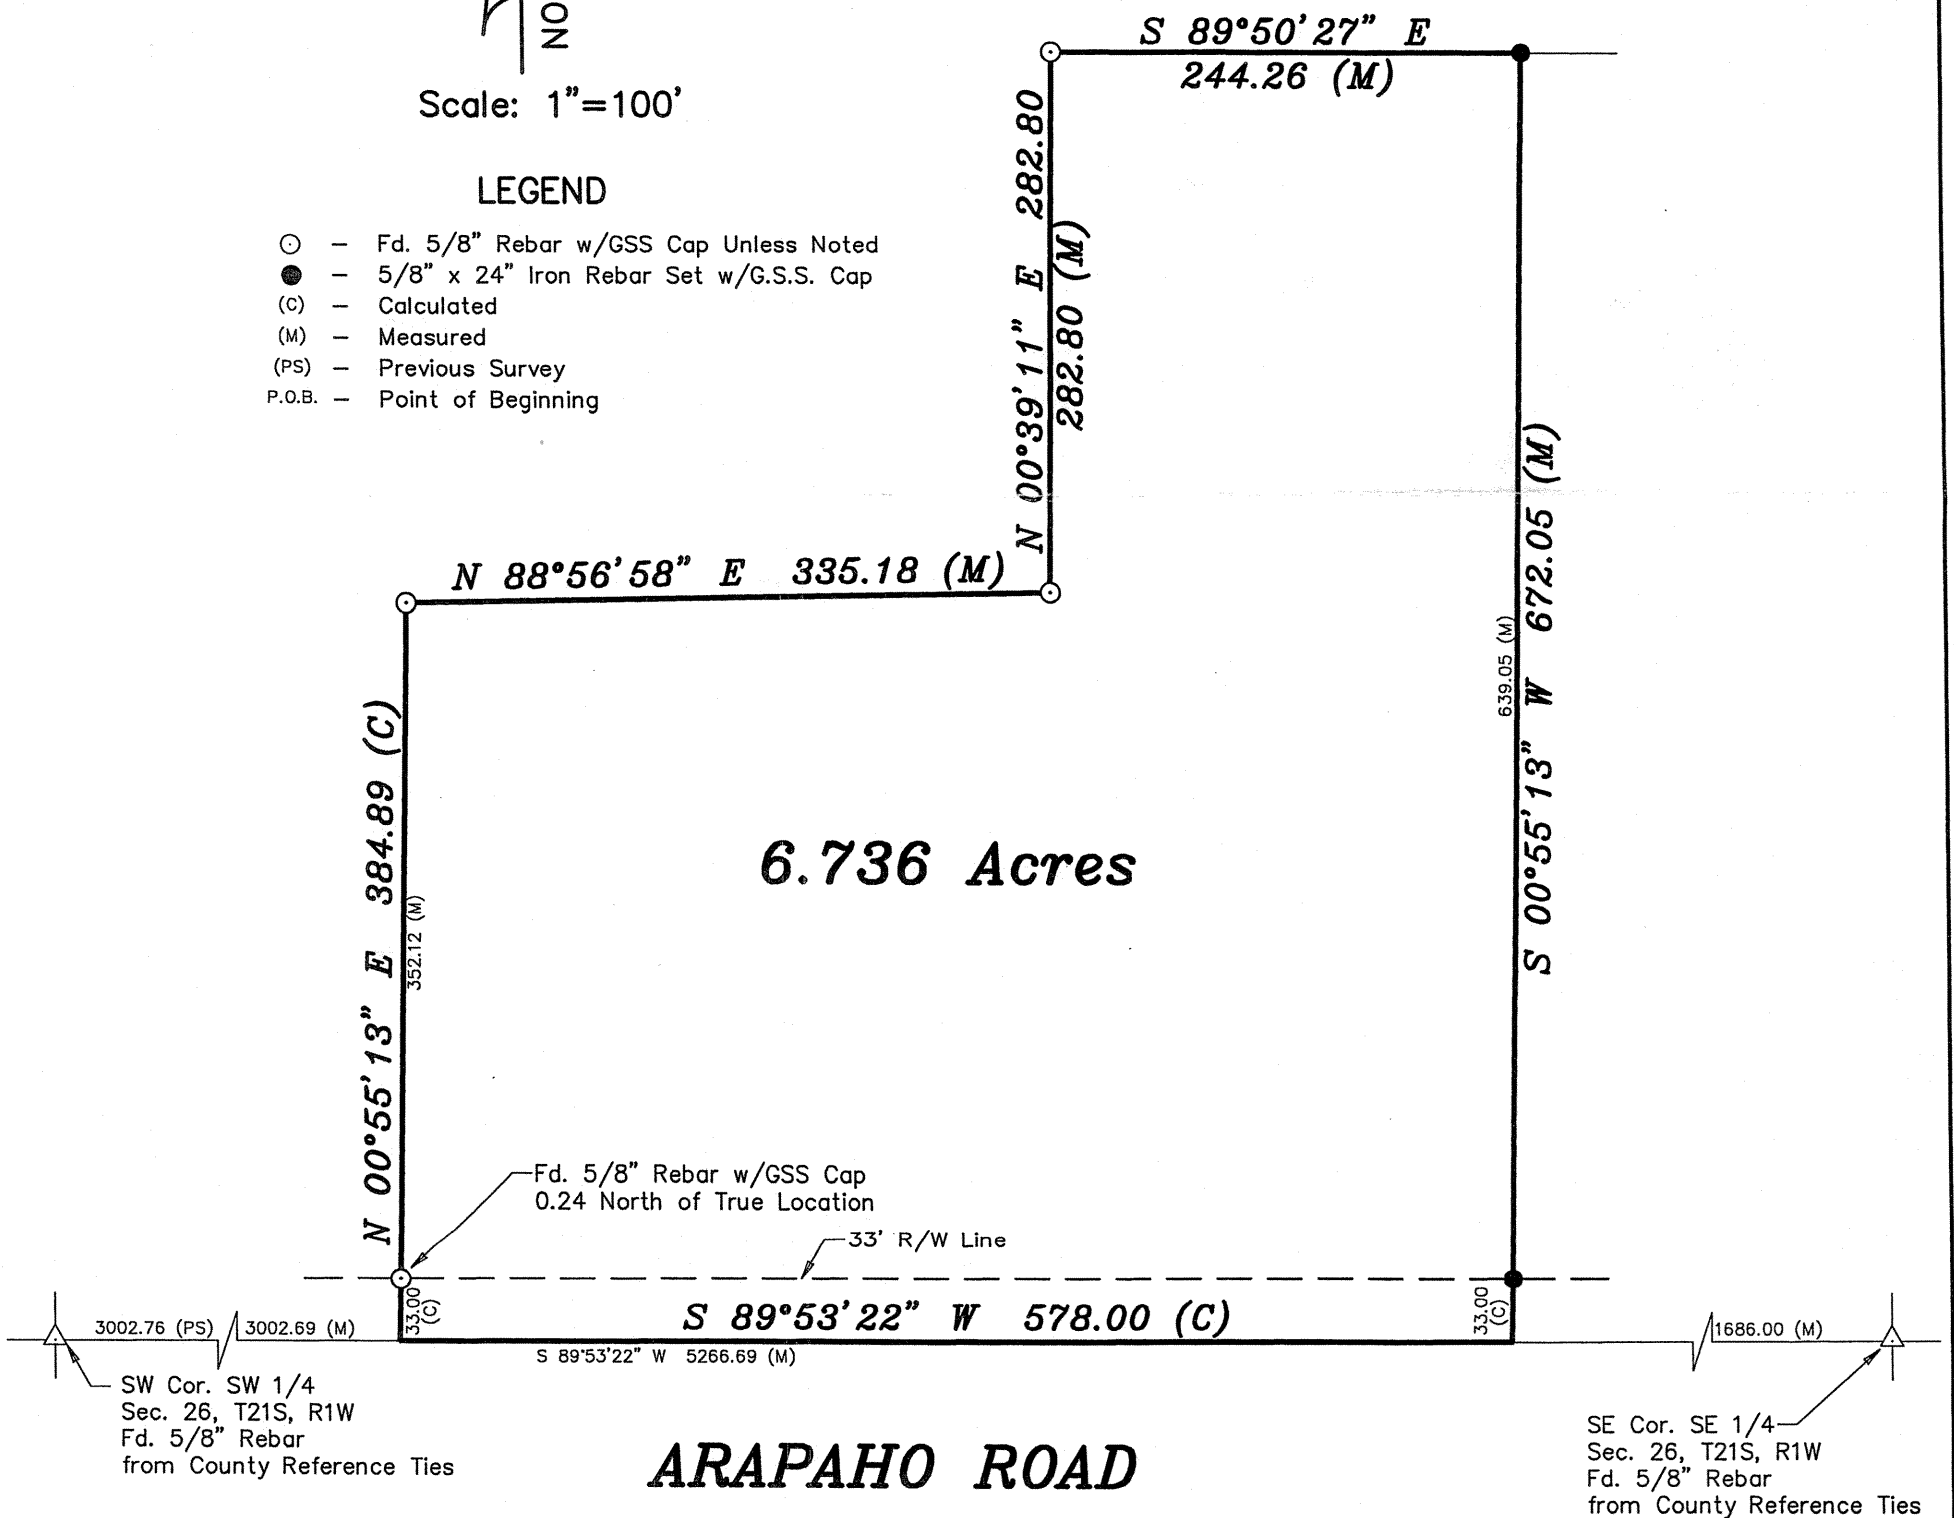 NO
Scale: 1"=100'
LEGEND
⊙ – Fd. 5/8" Rebar w/GSS Cap Unless Noted
● – 5/8" x 24" Iron Rebar Set w/G.S.S. Cap
(C) – Calculated
(M) – Measured
(PS) – Previous Survey
P.O.B. – Point of Beginning
S 89°50'27" E
244.26 (M)
N 00°39'11" E 282.80
282.80 (M)
N 88°56'58" E 335.18 (M)
S 00°55'13" W 672.05 (M)
639.05 (M)
N 00°55'13" E 384.89 (C)
352.12 (M)
6.736 Acres
Fd. 5/8" Rebar w/GSS Cap
0.24 North of True Location
33' R/W Line
33.00
(C)
S 89°53'22" W 578.00 (C)
33.00
(C)
3002.76 (PS)
3002.69 (M)
S 89°53'22" W 5266.69 (M)
1686.00 (M)
SW Cor. SW 1/4
Sec. 26, T21S, R1W
Fd. 5/8" Rebar
from County Reference Ties
ARAPAHO ROAD
SE Cor. SE 1/4
Sec. 26, T21S, R1W
Fd. 5/8" Rebar
from County Reference Ties